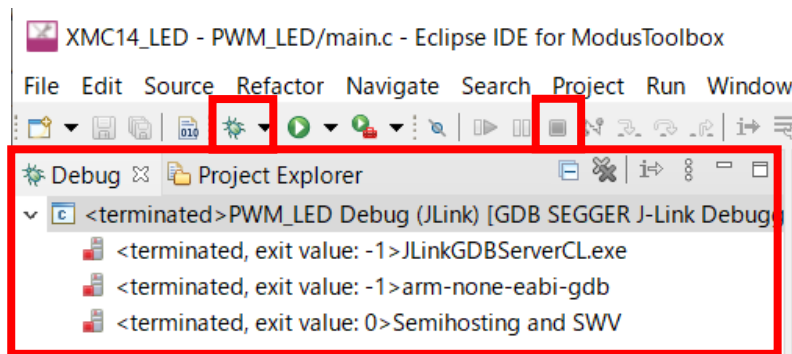 XMC14_LED - PWM_LED/main.c - Eclipse IDE for ModusToolbox
File Edit Source Refactor Navigate Search Project Run Window
010
Debug Project Explorer
<terminated>PWM_LED Debug (JLink) [GDB SEGGER J-Link Debugg
<terminated, exit value: -1>JLinkGDBServerCL.exe
<terminated, exit value: -1>arm-none-eabi-gdb
<terminated, exit value: 0>Semihosting and SWV